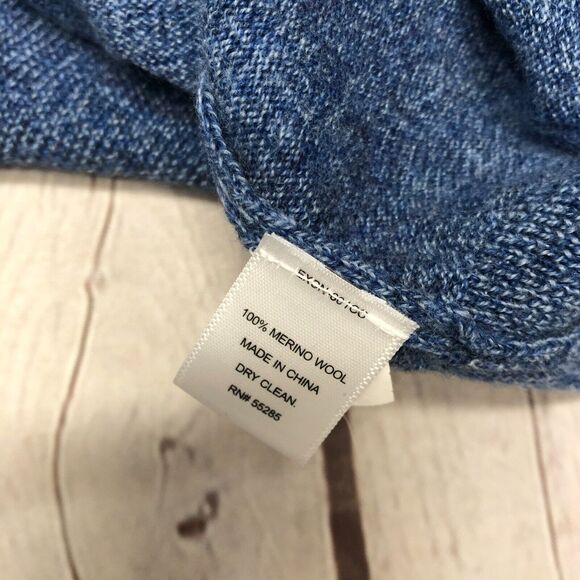 100% MERINO WOOL
MADE IN CHINA
DRY CLEAN.
RN# 55285